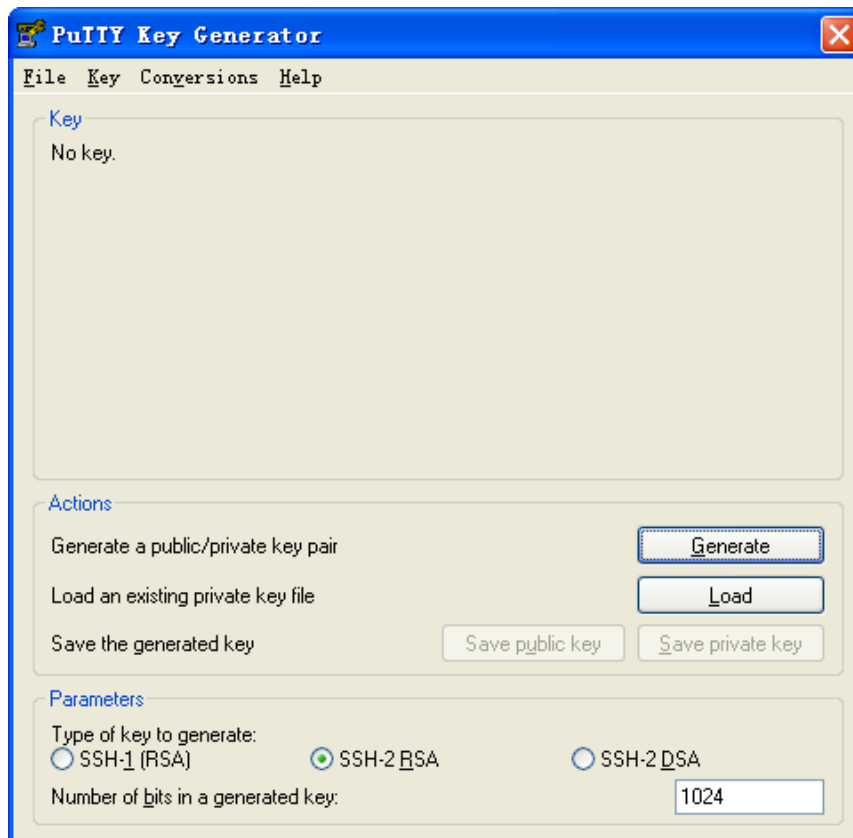 PuTTY Key Generator
File Key Conversions Help
Key
No key.
Actions
Generate a public/private key pair Generate
Load an existing private key file Load
Save the generated key Save public key Save private key
Parameters
Type of key to generate:
SSH-1 (RSA) SSH-2 RSA SSH-2 DSA
Number of bits in a generated key: 1024